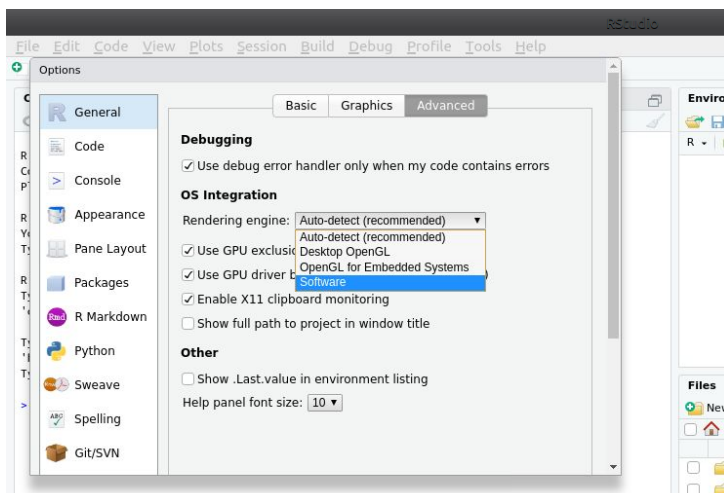 RStudio
File Edit Code View Plots Session Build Debug Profile Tools Help
Options
General
Code
Console
Appearance
Pane Layout
Packages
R Markdown
Python
Sweave
Spelling
Git/SVN
Basic Graphics Advanced
Debugging
Use debug error handler only when my code contains errors
OS Integration
Rendering engine: Auto-detect (recommended)
Auto-detect (recommended)
Desktop OpenGL
OpenGL for Embedded Systems
Software
Use GPU exclusio
Use GPU driver b
Enable X11 clipboard monitoring
Show full path to project in window title
Other
Show .Last.value in environment listing
Help panel font size: 10
Enviro
R
Files
New